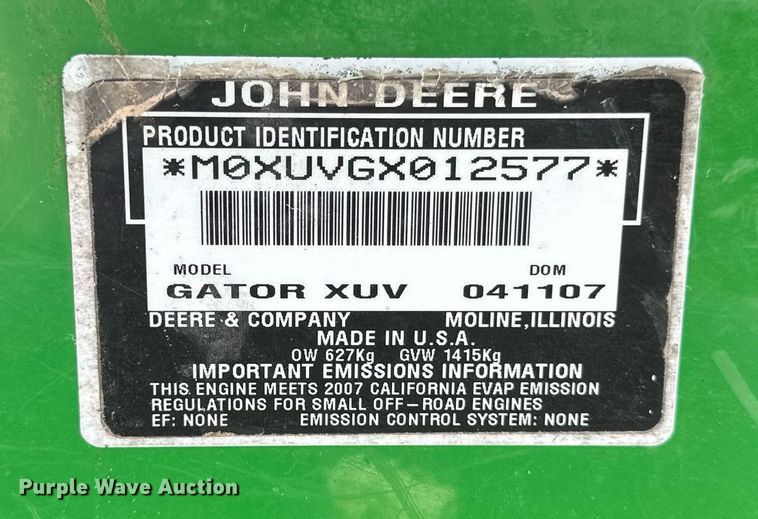 JOHN DEERE
PRODUCT IDENTIFICATION NUMBER
*M0XUVGX012577*
MODEL DOM
GATOR XUV 041107
DEERE & COMPANY MOLINE, ILLINOIS
MADE IN U.S.A.
OW 627Kg GVW 1415Kg
IMPORTANT EMISSIONS INFORMATION
THIS ENGINE MEETS 2007 CALIFORNIA EVAP EMISSION
REGULATIONS FOR SMALL OFF-ROAD ENGINES
EF: NONE EMISSION CONTROL SYSTEM: NONE
Purple Wave Auction